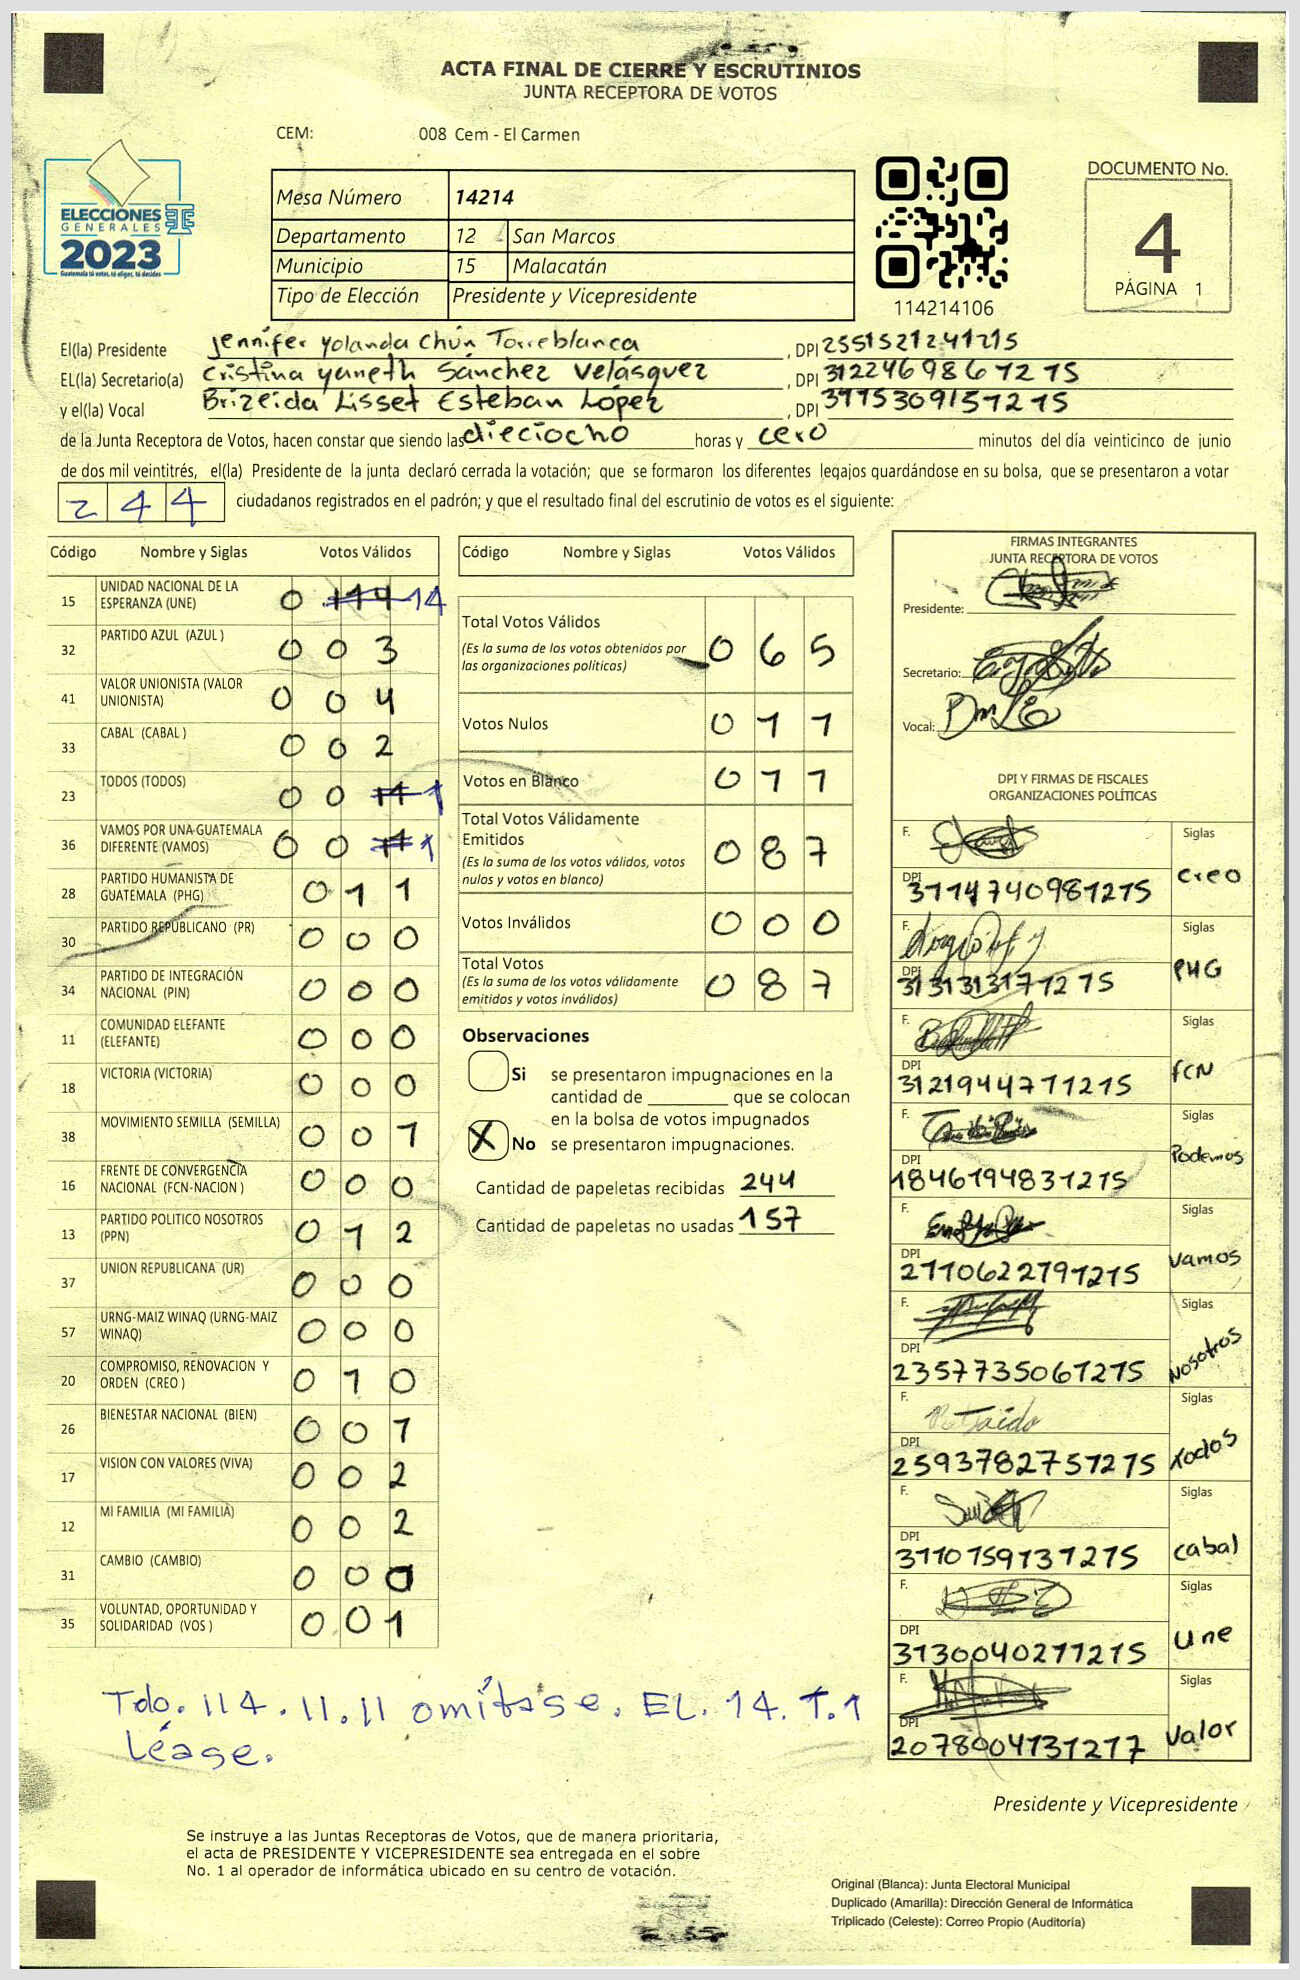 ACTA FINAL DE CIERRE Y ESCRUTINIOS
JUNTA RECEPTORA DE VOTOS
CEM: 008 Cem - El Carmen
ELECCIONES
GENERALES
2023
Guatemala tú votas, tú eliges, tú decides
Mesa Número 14214
Departamento 12 San Marcos
Municipio 15 Malacatán
Tipo de Elección Presidente y Vicepresidente
114214106
DOCUMENTO No.
4
PÁGINA 1
El(la) Presidente Jennifer Yolanda Chún Torreblanca, DPI 2551521241215
EL(la) Secretario(a) Cristina Yaneth Sánchez Velásquez, DPI 3122469861215
y el(la) Vocal Brizeida Lisset Esteban López, DPI 3115309151215
de la Junta Receptora de Votos, hacen constar que siendo las dieciocho horas y cero minutos del día veinticinco de junio
de dos mil veintitrés, el(la) Presidente de la junta declaró cerrada la votación; que se formaron los diferentes legajos guardándose en su bolsa, que se presentaron a votar
244 ciudadanos registrados en el padrón; y que el resultado final del escrutinio de votos es el siguiente:
Código Nombre y Siglas Votos Válidos
15 UNIDAD NACIONAL DE LA ESPERANZA (UNE) 0 114 14
32 PARTIDO AZUL (AZUL ) 0 0 3
41 VALOR UNIONISTA (VALOR UNIONISTA) 0 0 4
33 CABAL (CABAL ) 0 0 2
23 TODOS (TODOS) 0 0 11 1
36 VAMOS POR UNA GUATEMALA DIFERENTE (VAMOS) 0 0 11 1
28 PARTIDO HUMANISTA DE GUATEMALA (PHG) 0 1 1
30 PARTIDO REPUBLICANO (PR) 0 0 0
34 PARTIDO DE INTEGRACIÓN NACIONAL (PIN) 0 0 0
11 COMUNIDAD ELEFANTE (ELEFANTE) 0 0 0
18 VICTORIA (VICTORIA) 0 0 0
38 MOVIMIENTO SEMILLA (SEMILLA) 0 0 1
16 FRENTE DE CONVERGENCIA NACIONAL (FCN-NACION ) 0 0 0
13 PARTIDO POLITICO NOSOTROS (PPN) 0 1 2
37 UNION REPUBLICANA (UR) 0 0 0
57 URNG-MAIZ WINAQ (URNG-MAIZ WINAQ) 0 0 0
20 COMPROMISO, RENOVACION Y ORDEN (CREO ) 0 1 0
26 BIENESTAR NACIONAL (BIEN) 0 0 1
17 VISION CON VALORES (VIVA) 0 0 2
12 MI FAMILIA (MI FAMILIA) 0 0 2
31 CAMBIO (CAMBIO) 0 0 0
35 VOLUNTAD, OPORTUNIDAD Y SOLIDARIDAD (VOS ) 0 0 1
Código Nombre y Siglas Votos Válidos
Total Votos Válidos 0 6 5
(Es la suma de los votos obtenidos por
las organizaciones políticas)
Votos Nulos 0 1 1
Votos en Blanco 0 1 1
Total Votos Válidamente
Emitidos 0 8 7
(Es la suma de los votos válidos, votos
nulos y votos en blanco)
Votos Inválidos 0 0 0
Total Votos 0 8 7
(Es la suma de los votos válidamente
emitidos y votos inválidos)
Observaciones
Si se presentaron impugnaciones en la
cantidad de ________ que se colocan
en la bolsa de votos impugnados
X No se presentaron impugnaciones.
Cantidad de papeletas recibidas 244
Cantidad de papeletas no usadas 157
FIRMAS INTEGRANTES
JUNTA RECEPTORA DE VOTOS
Presidente:
Secretario:
Vocal:
DPI Y FIRMAS DE FISCALES
ORGANIZACIONES POLÍTICAS
F. Siglas
DPI 3114740981215 Creo
F. Siglas
DPI 3131313171215 PHG
F. Siglas
DPI 3121944711215 FCN
F. Siglas
DPI 1846194831215 Podemos
F. Siglas
DPI 2110622791215 Vamos
F. Siglas
DPI 2357735061215 Nosotros
F. Siglas
DPI 2593782751215 Todos
F. Siglas
DPI 3110759131215 Cabal
F. Siglas
DPI 3130040271215 Une
F. Siglas
DPI 2078004131217 Valor
Tdo. 114.11.11 omítase. EL. 14.1.1
Léase.
Presidente y Vicepresidente
Se instruye a las Juntas Receptoras de Votos, que de manera prioritaria,
el acta de PRESIDENTE Y VICEPRESIDENTE sea entregada en el sobre
No. 1 al operador de informática ubicado en su centro de votación.
Original (Blanca): Junta Electoral Municipal
Duplicado (Amarilla): Dirección General de Informática
Triplicado (Celeste): Correo Propio (Auditoría)